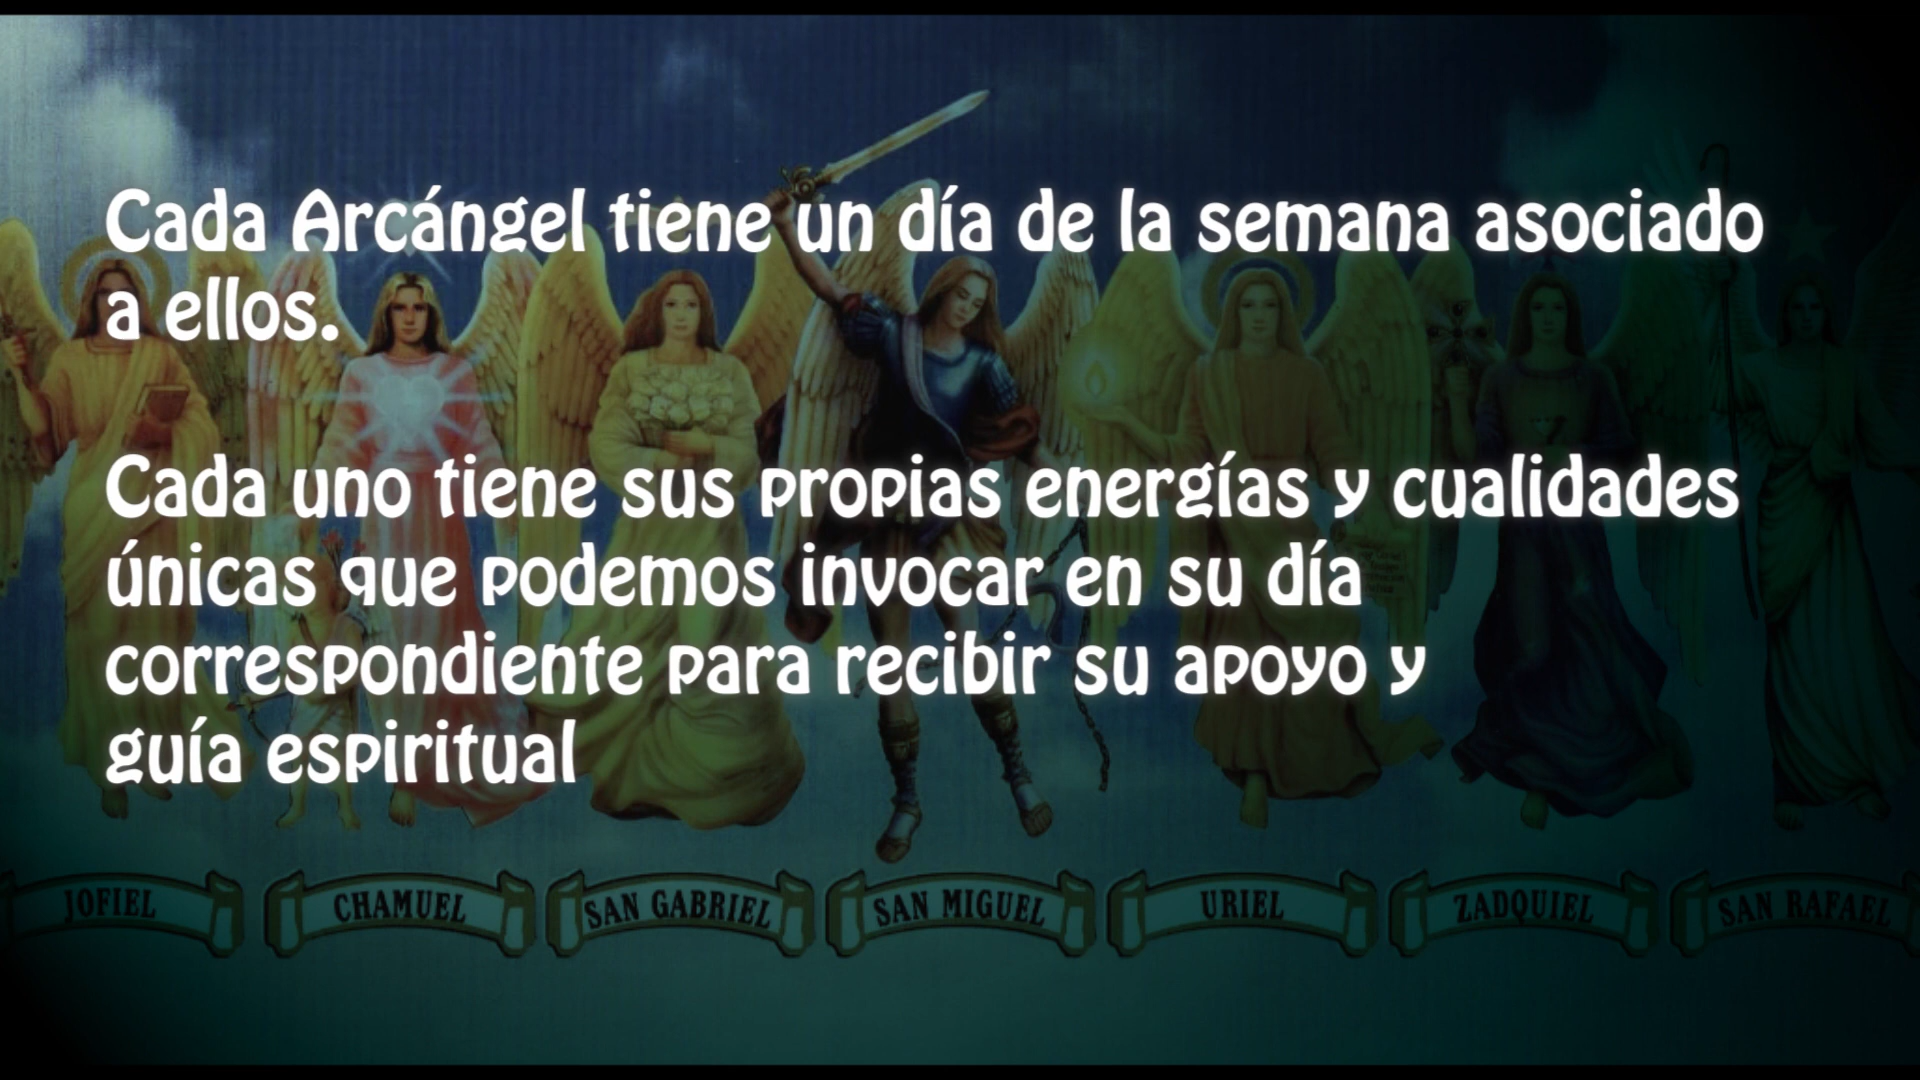 Cada Arcángel tiene un día de la semana asociado
a ellos.
Cada uno tiene sus propias energías y cualidades
únicas que podemos invocar en su día
correspondiente para recibir su apoyo y
guía espiritual
JOFIEL
CHAMUEL
SAN GABRIEL
SAN MIGUEL
URIEL
ZADQUIEL
SAN RAFAEL